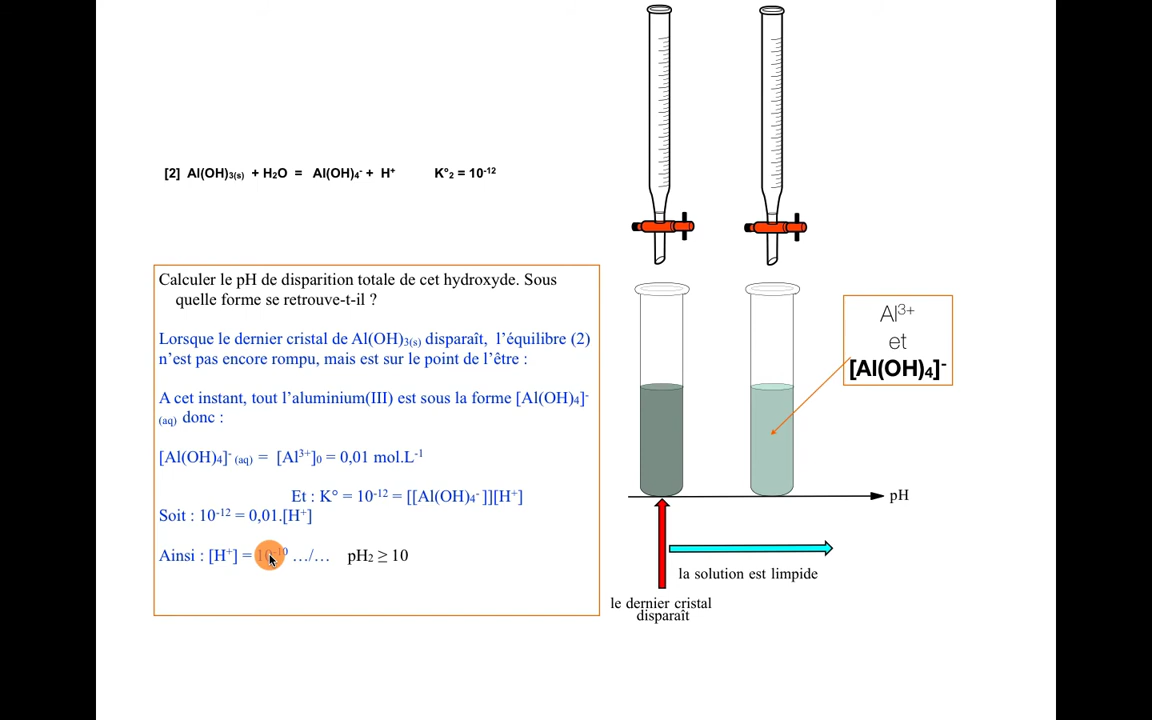 [2] Al(OH)3(s) + H2O = Al(OH)4- + H+ K°2 = 10-12
Calculer le pH de disparition totale de cet hydroxyde. Sous
quelle forme se retrouve-t-il ?
Lorsque le dernier cristal de Al(OH)3(s) disparaît, l’équilibre (2)
n’est pas encore rompu, mais est sur le point de l’être :
A cet instant, tout l’aluminium(III) est sous la forme [Al(OH)4]-
(aq) donc :
[Al(OH)4]- (aq) = [Al3+]0 = 0,01 mol.L-1
Et : K° = 10-12 = [[Al(OH)4- ]][H+]
Soit : 10-12 = 0,01.[H+]
Ainsi : [H+] = 10-10 …/… pH2 ≥ 10
Al3+
et
[Al(OH)4]-
pH
la solution est limpide
le dernier cristal
disparaît